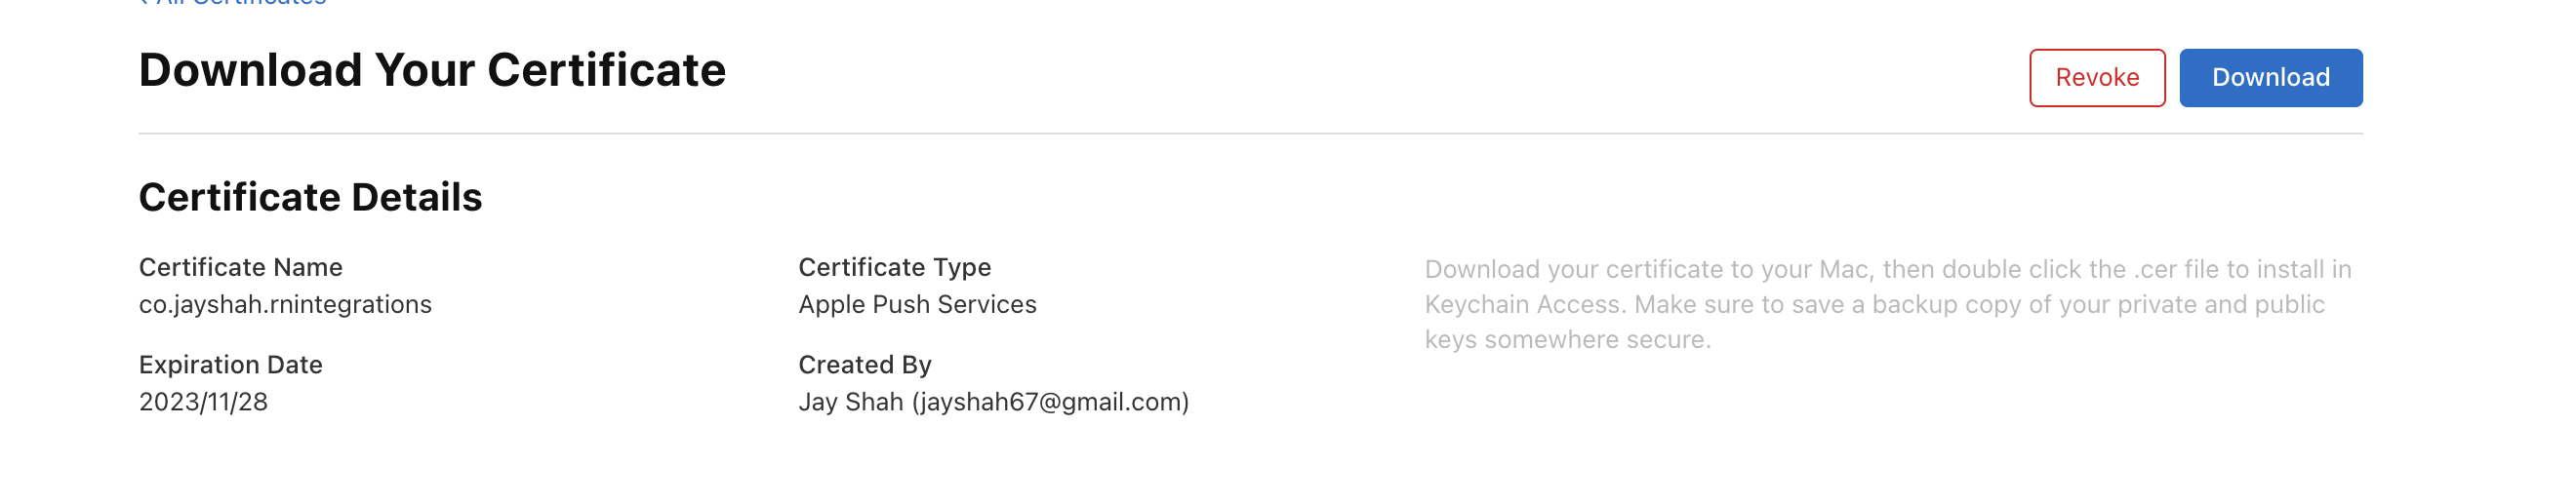 All Certificates
Download Your Certificate
Revoke
Download
Certificate Details
Certificate Name
co.jayshah.rnintegrations
Certificate Type
Apple Push Services
Download your certificate to your Mac, then double click the .cer file to install in
Keychain Access. Make sure to save a backup copy of your private and public
keys somewhere secure.
Expiration Date
2023/11/28
Created By
Jay Shah (jayshah67@gmail.com)